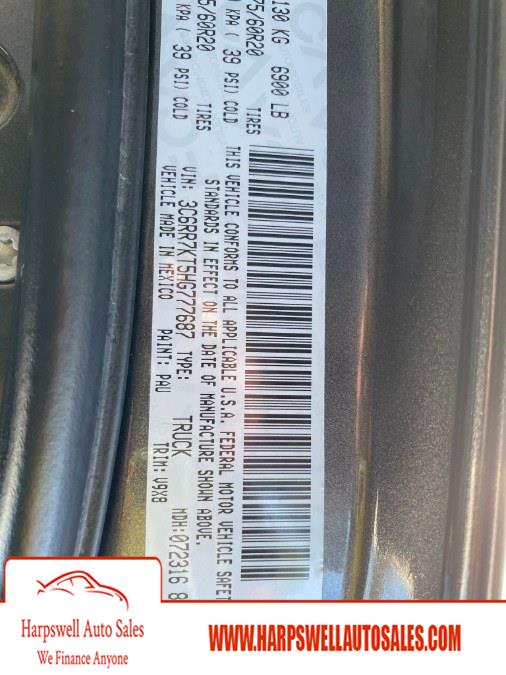 130 KG 6900 LB
75/60R20 TIRES
KPA ( 39 PSI) COLD
5/60R20 TIRES
KPA ( 39 PSI) COLD
THIS VEHICLE CONFORMS TO ALL APPLICABLE U.S.A. FEDERAL MOTOR VEHICLE SAFET
STANDARDS IN EFFECT ON THE DATE OF MANUFACTURE SHOWN ABOVE.
VIN: 3C6RR7KT5HG777687 TYPE: TRUCK MDH:072316 8
VEHICLE MADE IN MEXICO PAINT: PAU TRIM: V9X8
Harpswell Auto Sales
We Finance Anyone
WWW.HARPSWELLAUTOSALES.COM